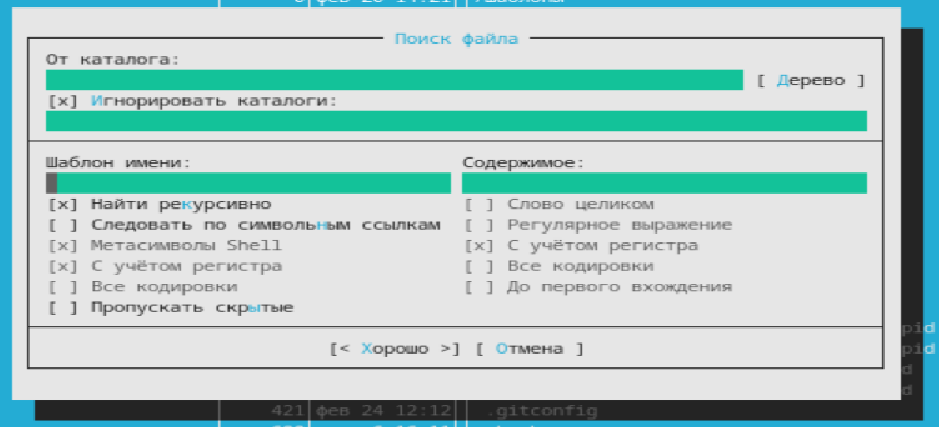 Поиск файла
От каталога:
[ Дерево ]
[x] Игнорировать каталоги:
Шаблон имени: Содержимое:
[x] Найти рекурсивно [ ] Слово целиком
[ ] Следовать по символьным ссылкам [ ] Регулярное выражение
[x] Метасимволы Shell [x] С учётом регистра
[x] С учётом регистра [ ] Все кодировки
[ ] Все кодировки [ ] До первого вхождения
[ ] Пропускать скрытые
pid
[< Хорошо >] [ Отмена ] pid
d
d
421 фев 24 12:12 .gitconfig